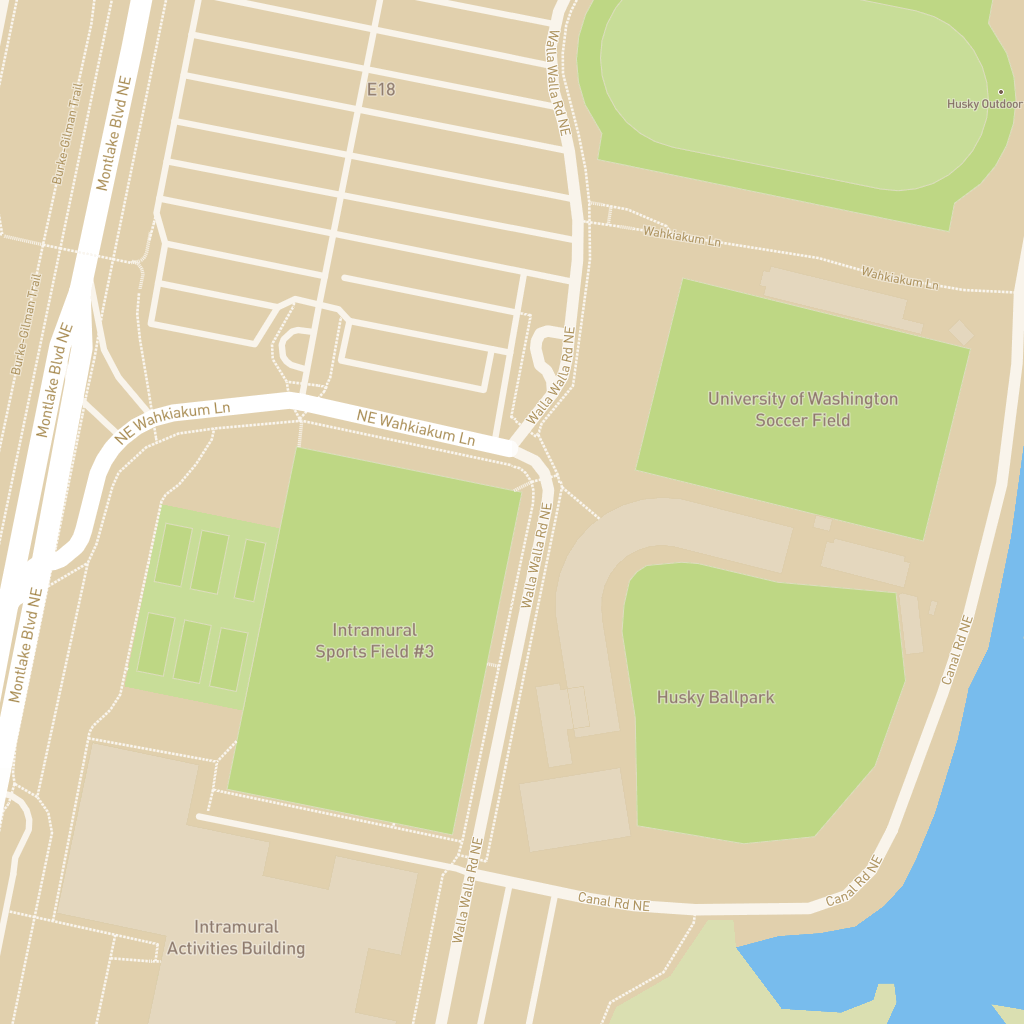 E18
Walla Walla Rd NE
Husky Outdoor
Burke-Gilman Trail
Montlake Blvd NE
Wahkiakum Ln
Wahkiakum Ln
Burke-Gilman Trail
Montlake Blvd NE
Walla Walla Rd NE
University of Washington
Soccer Field
NE Wahkiakum Ln
NE Wahkiakum Ln
Walla Walla Rd NE
Intramural
Sports Field #3
Montlake Blvd NE
Canal Rd NE
Husky Ballpark
Walla Walla Rd NE
Canal Rd NE
Canal Rd NE
Intramural
Activities Building